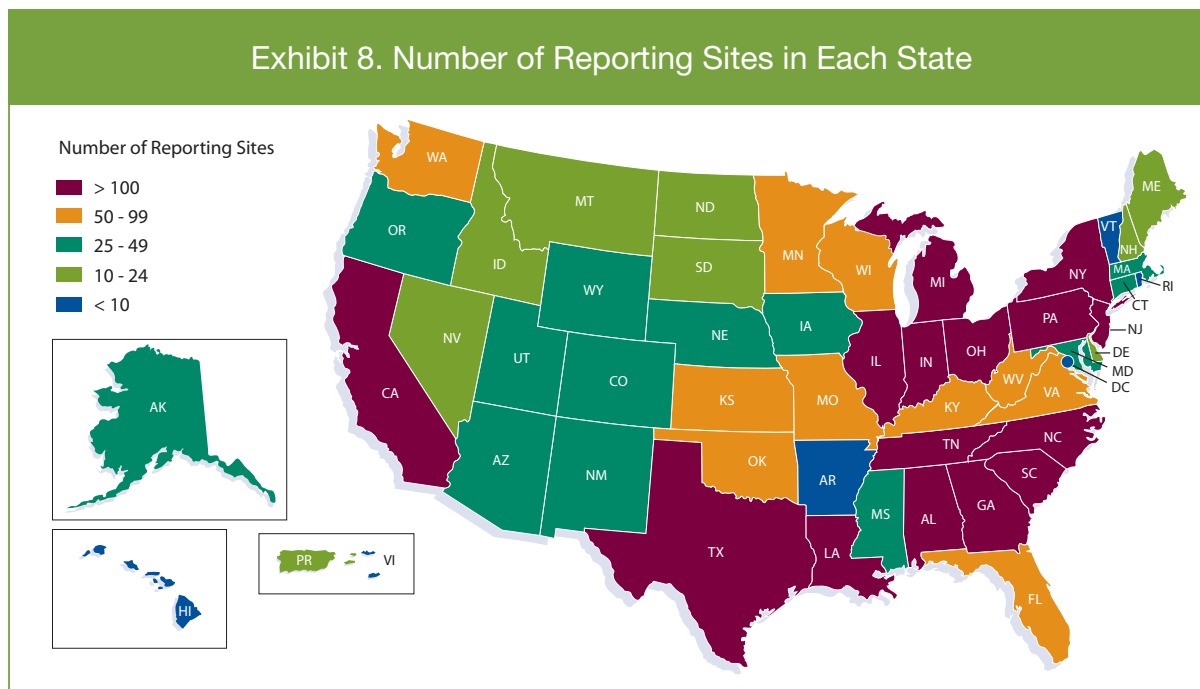 Exhibit 8. Number of Reporting Sites in Each State
Number of Reporting Sites
> 100
50 - 99
25 - 49
10 - 24
< 10
WA
OR
ID
MT
ND
SD
MN
WI
MI
ME
VT
NH
MA
RI
CT
NY
PA
NJ
DE
MD
DC
WY
NE
IA
NV
UT
CO
CA
IL
IN
OH
WV
VA
KS
MO
KY
AZ
NM
OK
AR
TN
NC
SC
MS
AL
GA
TX
LA
FL
AK
HI
PR
VI